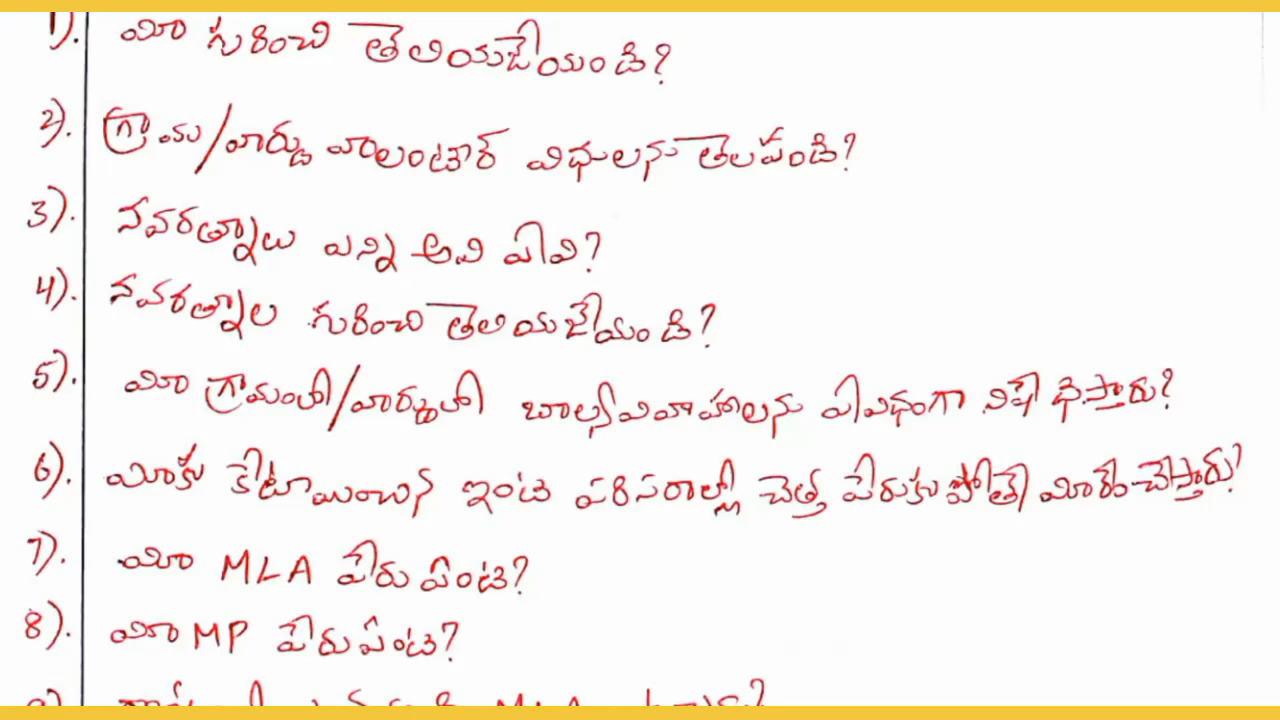 1). మీ గురించి తెలియజేయండి?
2). గ్రామ/వార్డు వాలంటీర్ విధులను తెలపండి?
3). నవరత్నాలు ఎన్ని అవి ఏవి?
4). నవరత్నాల గురించి తెలియజేయండి?
5). మీ గ్రామంలో/వార్డులో బాల్యవివాహాలను ఏవిధంగా నిషేధిస్తారు?
6). మీకు కేటాయించిన ఇంటి పరిసరాల్లో చెత్త పేరుకుపోతే మీరేం చేస్తారు?
7). మీ MLA పేరు ఏంటి?
8). మీ MP పేరు ఏంటి?